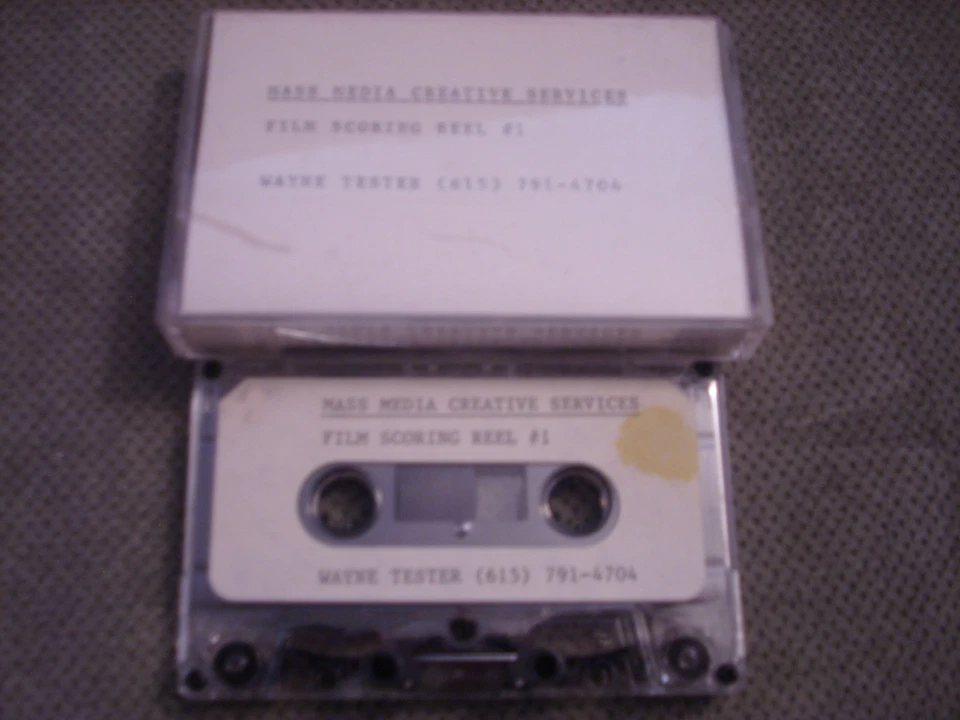 MASS MEDIA CREATIVE SERVICES
FILM SCORING REEL #1
WAYNE TESTER (615) 791-4704
MASS MEDIA CREATIVE SERVICES
FILM SCORING REEL #1
WAYNE TESTER (615) 791-4704